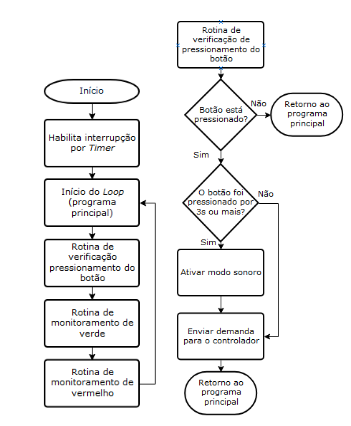 Início
Habilita interrupção
por Timer
Início do Loop
(programa
principal)
Rotina de
verificação
pressionamento do
botão
Rotina de
monitoramento de
verde
Rotina de
monitoramento de
vermelho
Rotina de
verificação de
pressionamento do
botão
Botão está
pressionado?
Não
Retorno ao
programa
principal
Sim
O botão foi
pressionado por
3s ou mais?
Não
Sim
Ativar modo sonoro
Enviar demanda
para o controlador
Retorno ao
programa
principal